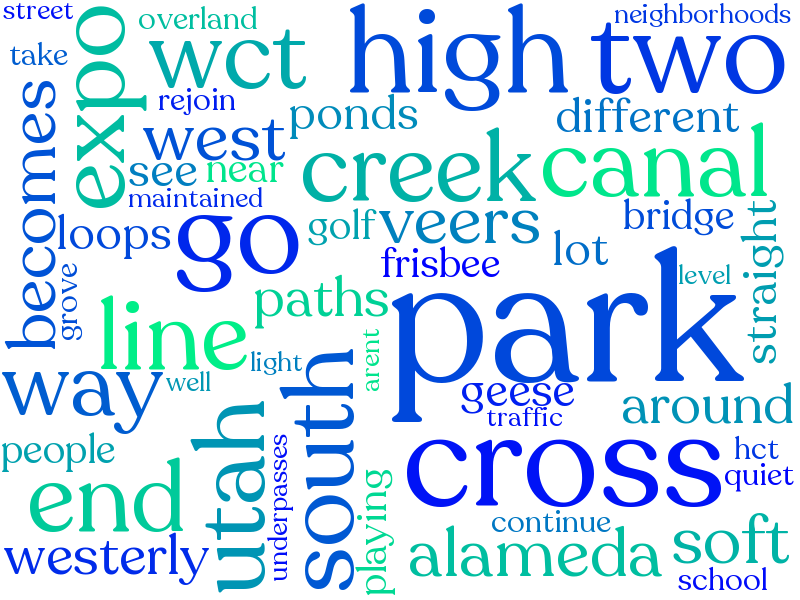 street
overland
neighborhoods
take
expo
wct
high
two
rejoin
ponds
different
west
becomes
see
near
creek
canal
maintained
loops
go
golf
veers
bridge
lot
straight
frisbee
grove
level
paths
park
line
light
arent
way
well
south
geese
around
traffic
utah
people
cross
hct
quiet
end
underpasses
playing
continue
westerly
alameda
soft
school